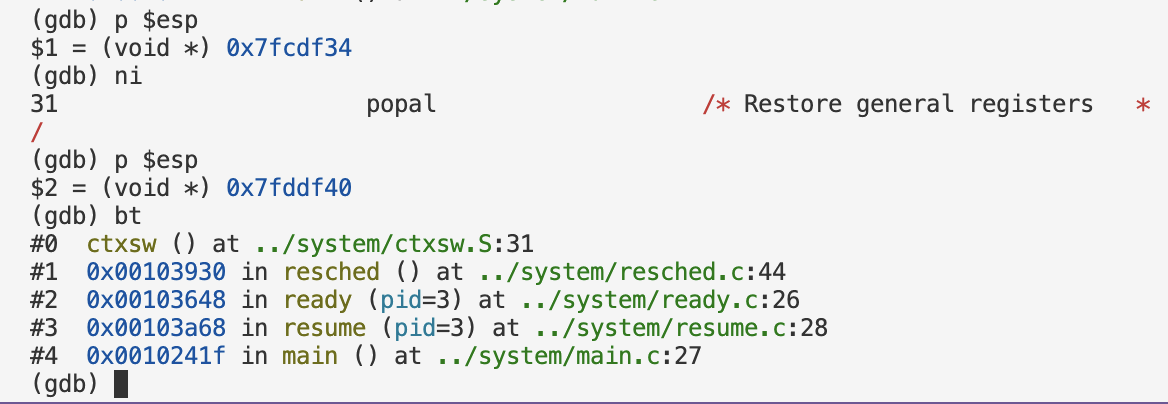 (gdb) p $esp
$1 = (void *) 0x7fcdf34
(gdb) ni
31 popal /* Restore general registers *
/
(gdb) p $esp
$2 = (void *) 0x7fddf40
(gdb) bt
#0 ctxsw () at ../system/ctxsw.S:31
#1 0x00103930 in resched () at ../system/resched.c:44
#2 0x00103648 in ready (pid=3) at ../system/ready.c:26
#3 0x00103a68 in resume (pid=3) at ../system/resume.c:28
#4 0x0010241f in main () at ../system/main.c:27
(gdb)